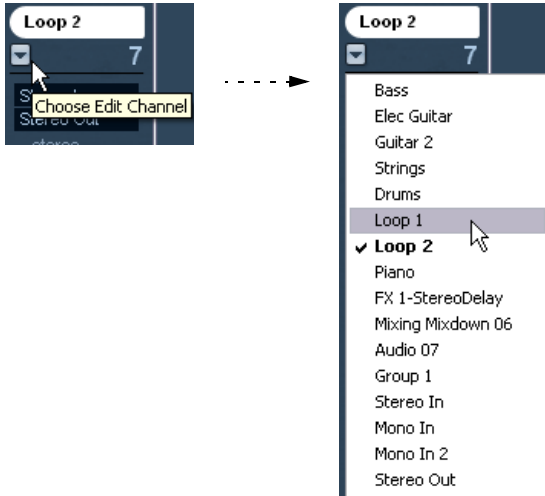 Loop 2
7
Choose Edit Channel
Stereo Out
stereo
Loop 2
7
Bass
Elec Guitar
Guitar 2
Strings
Drums
Loop 1
Loop 2
Piano
FX 1-StereoDelay
Mixing Mixdown 06
Audio 07
Group 1
Stereo In
Mono In
Mono In 2
Stereo Out